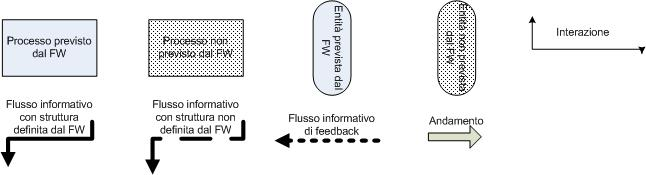 Processo previsto
dal FW
Processo non
previsto dal FW
Entità prevista dal
FW
Entità non prevista
dal FW
Interazione
Flusso informativo
con struttura
definita dal FW
Flusso informativo
con struttura non
definita dal FW
Flusso informativo
di feedback
Andamento